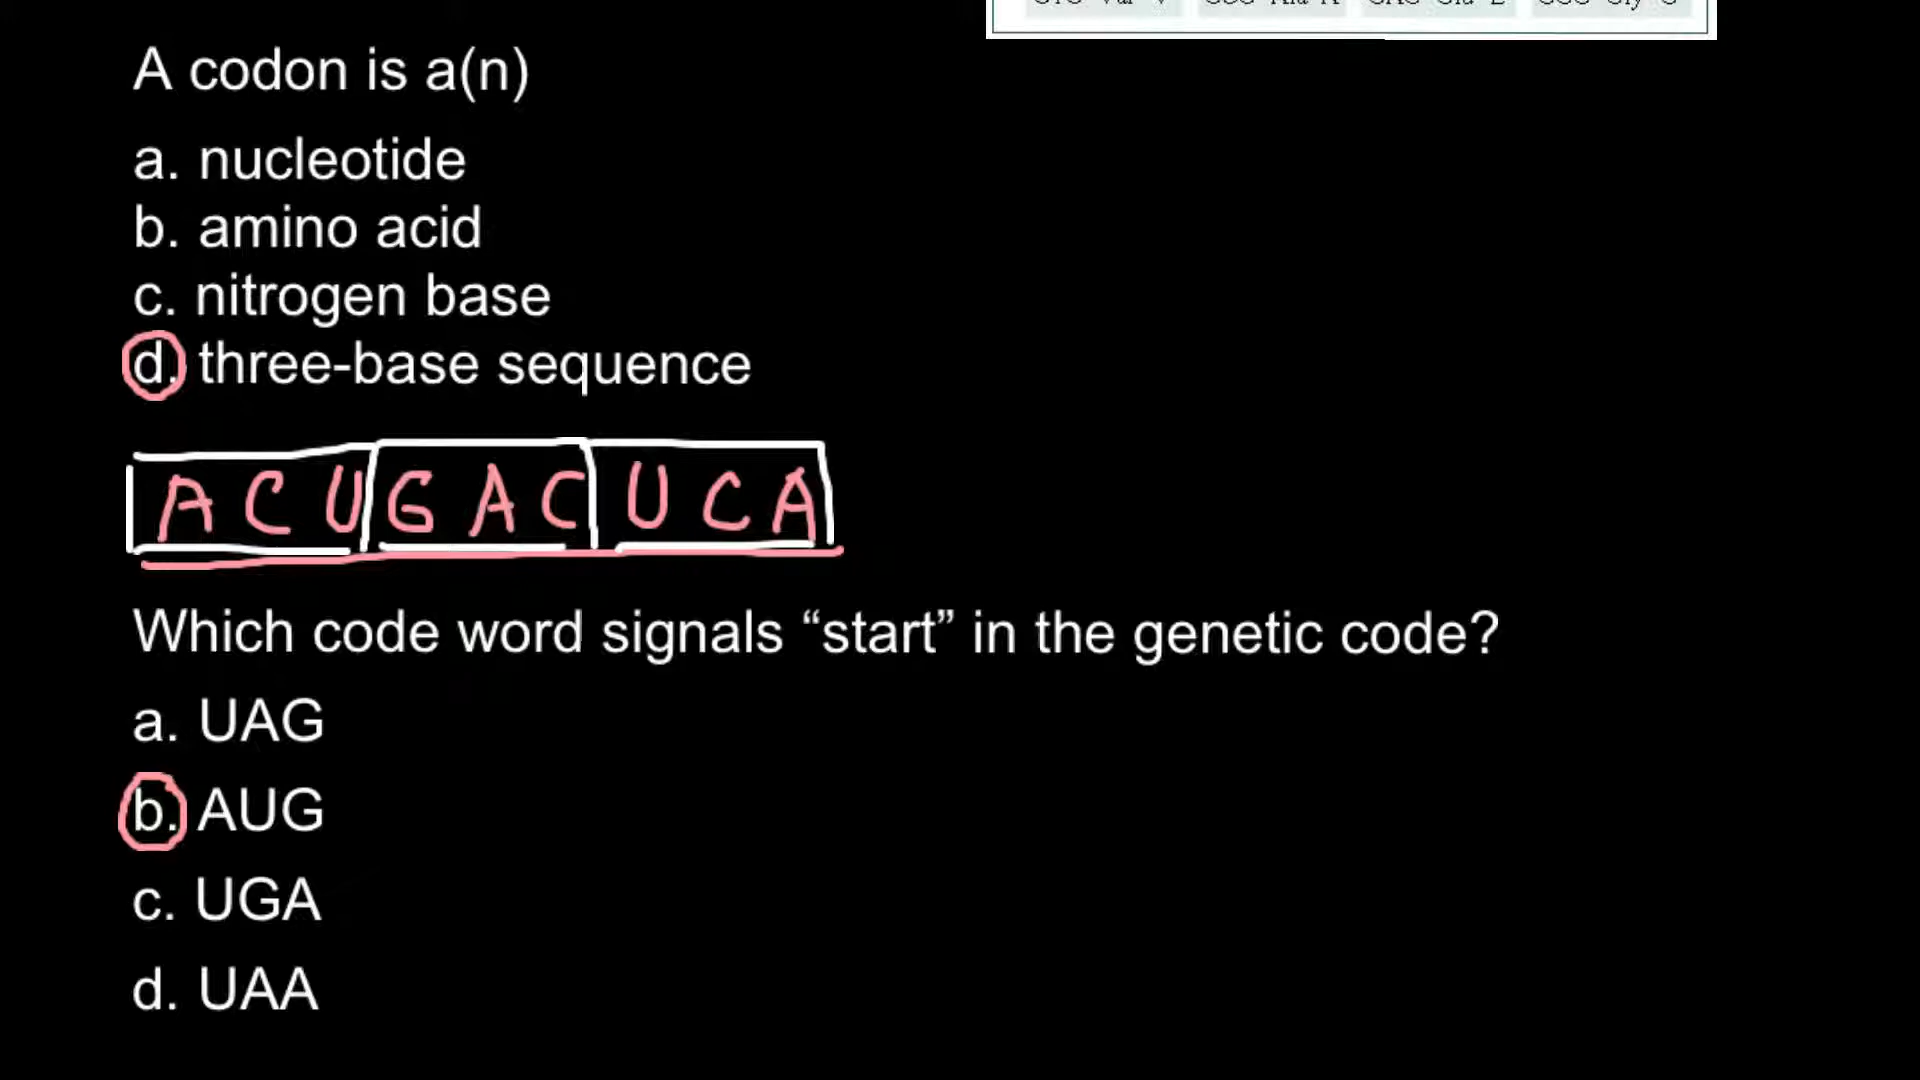 A codon is a(n)
a. nucleotide
b. amino acid
c. nitrogen base
d. three-base sequence
A C U G A C U C A
Which code word signals “start” in the genetic code?
a. UAG
b. AUG
c. UGA
d. UAA